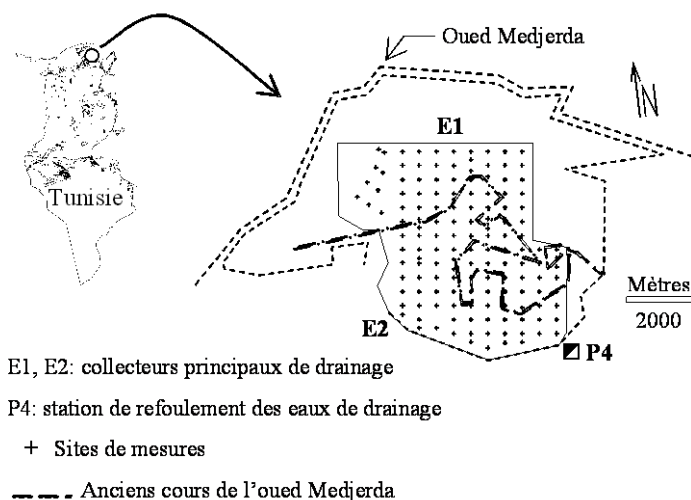 Oued Medjerda
N
E1
Tunisie
Mètres
2000
E2
P4
E1, E2: collecteurs principaux de drainage
P4: station de refoulement des eaux de drainage
+ Sites de mesures
Anciens cours de l'oued Medjerda